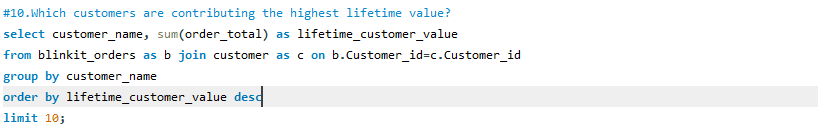 #10.Which customers are contributing the highest lifetime value?
select customer_name, sum(order_total) as lifetime_customer_value
from blinkit_orders as b join customer as c on b.Customer_id=c.Customer_id
group by customer_name
order by lifetime_customer_value desc
limit 10;